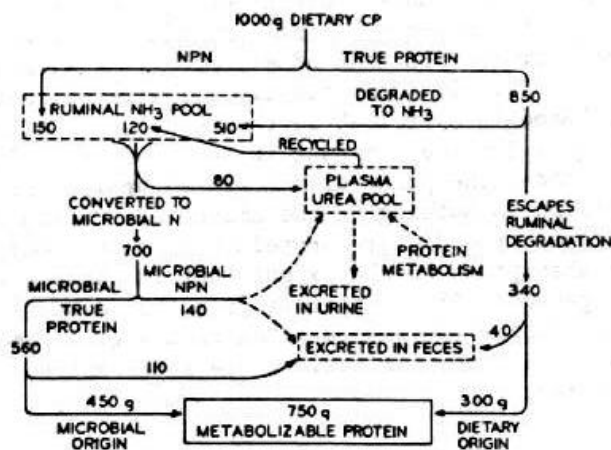 1000 g DIETARY CP
NPN
TRUE PROTEIN
RUMINAL NH3 POOL
DEGRADED
TO NH3
850
150
120
510
RECYCLED
80
PLASMA
UREA POOL
CONVERTED TO
MICROBIAL N
ESCAPES
RUMINAL
DEGRADATION
700
PROTEIN
METABOLISM
MICROBIAL
TRUE
PROTEIN
MICROBIAL
NPN
140
EXCRETED
IN URINE
340
560
110
EXCRETED IN FECES
40
450 g
MICROBIAL
ORIGIN
750 g
METABOLIZABLE PROTEIN
300 g
DIETARY
ORIGIN